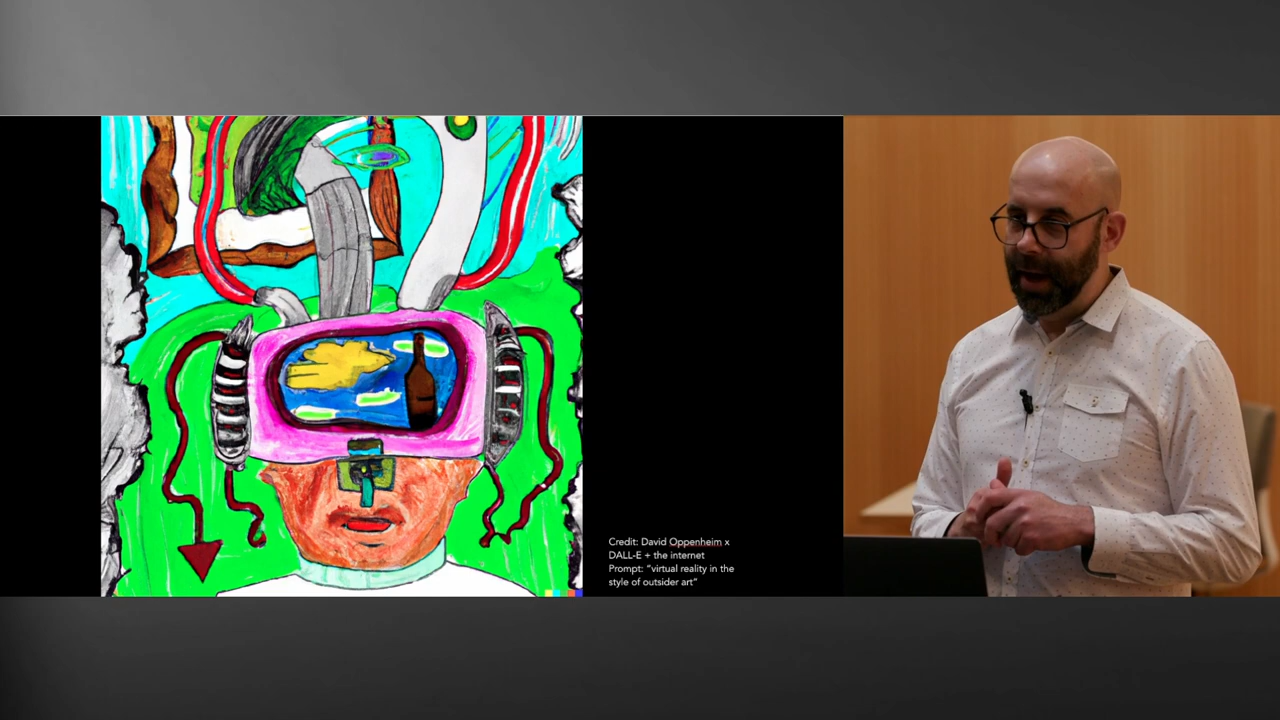 Credit: David Oppenheim x
DALL-E + the internet
Prompt: “virtual reality in the
style of outsider art”